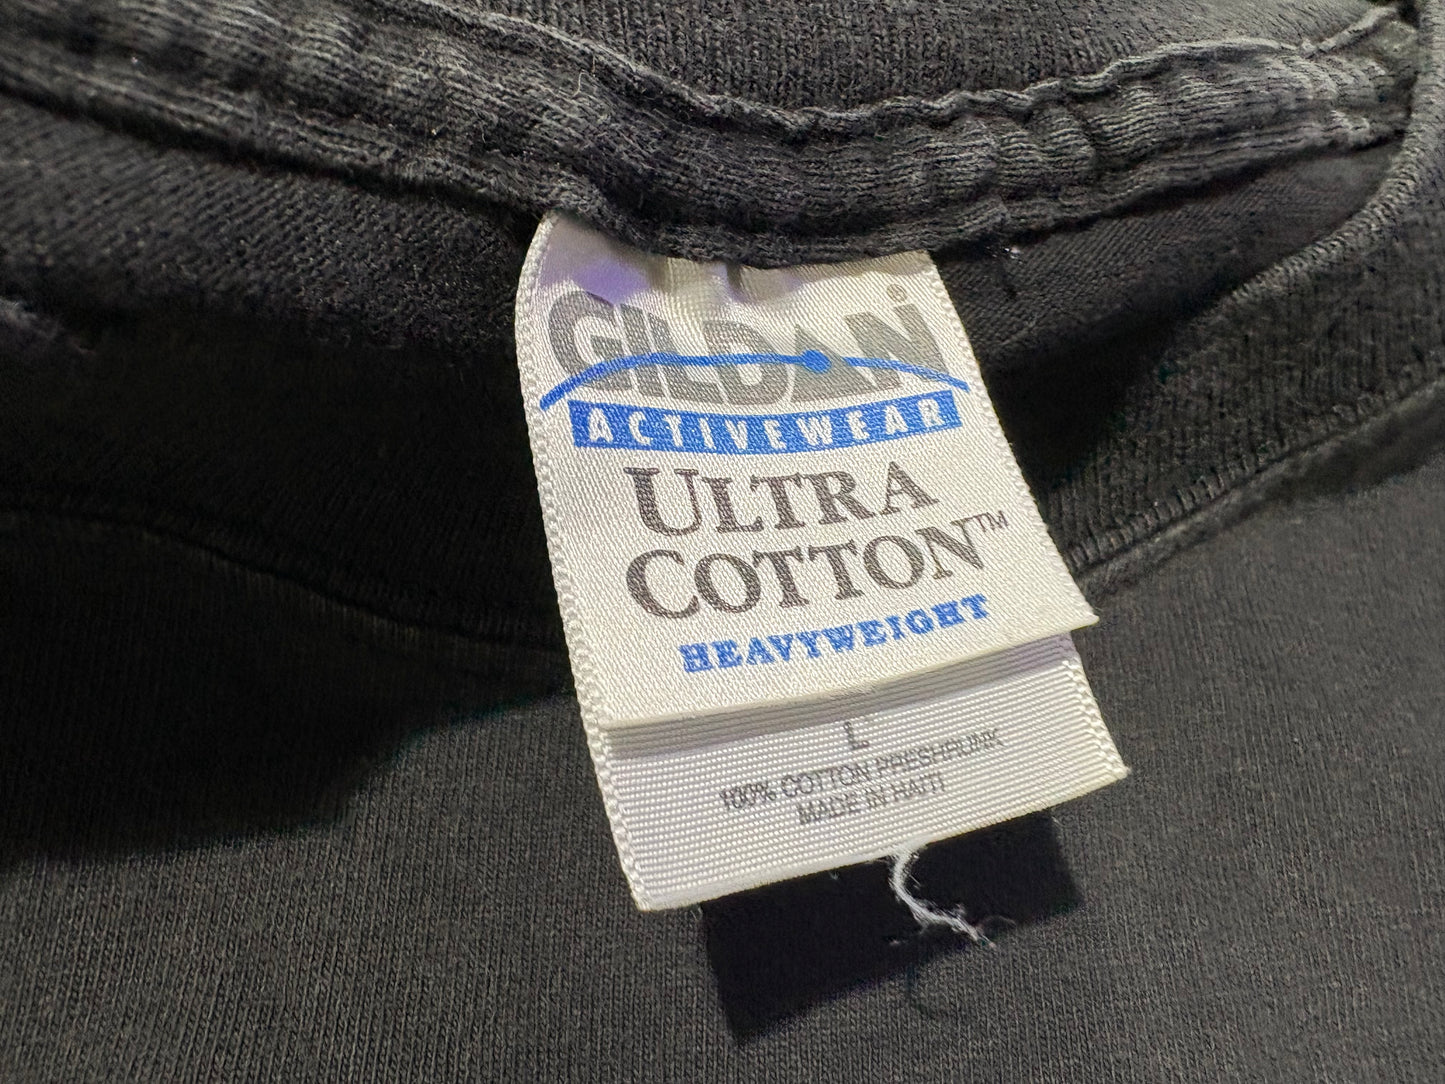 GILDAN®
ACTIVEWEAR
ULTRA
COTTON™
HEAVYWEIGHT
L
100% COTTON PRESHRUNK
MADE IN HAITI